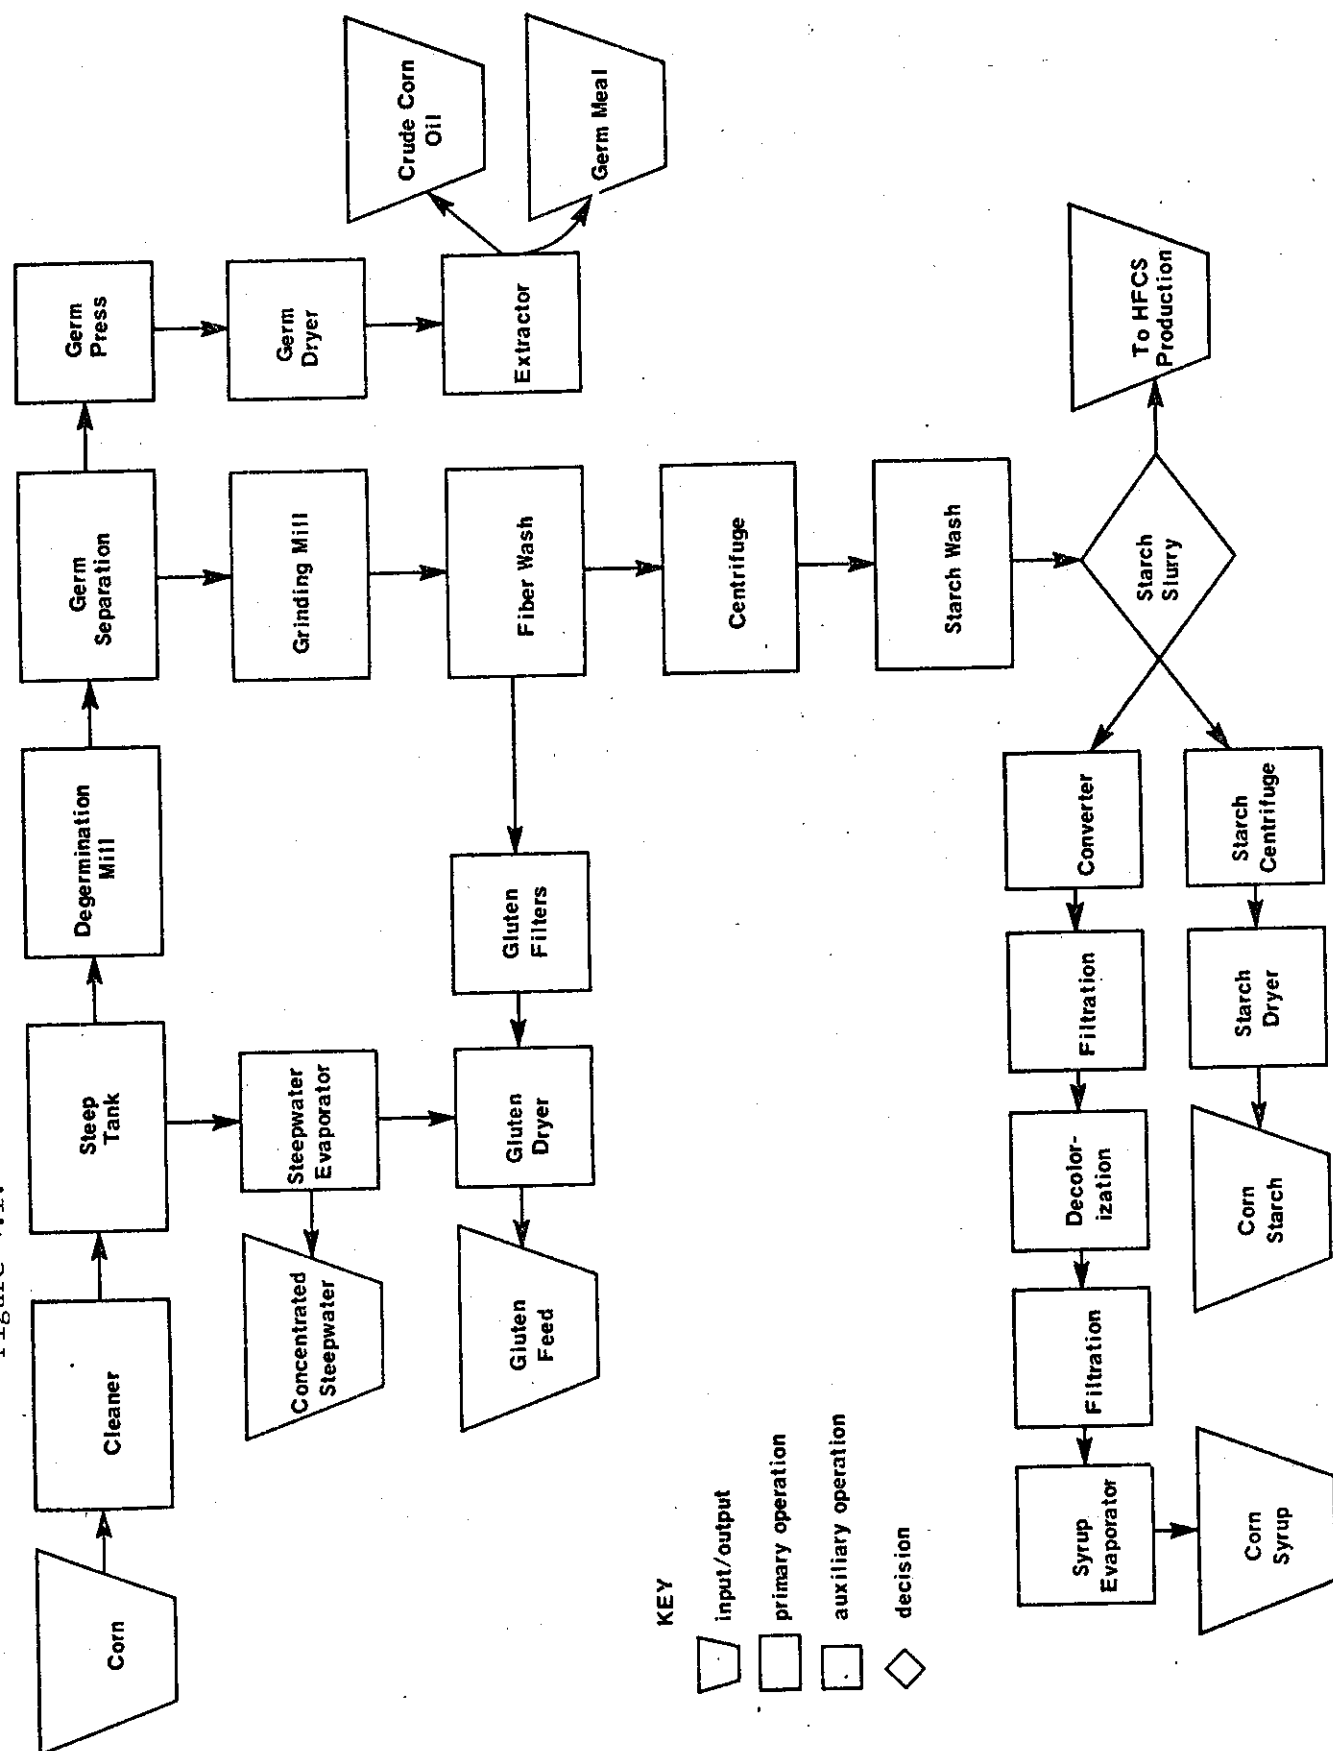 Figure
Corn
Cleaner
Steep
Tank
Degermination
Mill
Germ
Separation
Germ
Press
Steepwater
Evaporator
Grinding Mill
Germ
Dryer
Concentrated
Steepwater
Crude Corn
Oil
Gluten
Feed
Gluten
Dryer
Gluten
Filters
Fiber Wash
Extractor
Germ Meal
Centrifuge
Starch Wash
KEY
input/output
primary operation
auxiliary operation
decision
Starch
Slurry
To HFCS
Production
Syrup
Evaporator
Filtration
Decolor-
ization
Filtration
Converter
Corn
Syrup
Corn
Starch
Starch
Dryer
Starch
Centrifuge